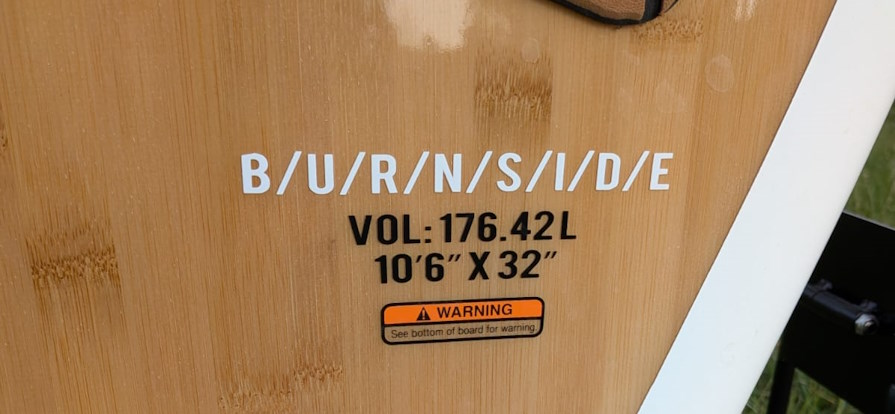 B/U/R/N/S/I/D/E
VOL: 176.42L
10'6" X 32"
⚠ WARNING
See bottom of board for warning.